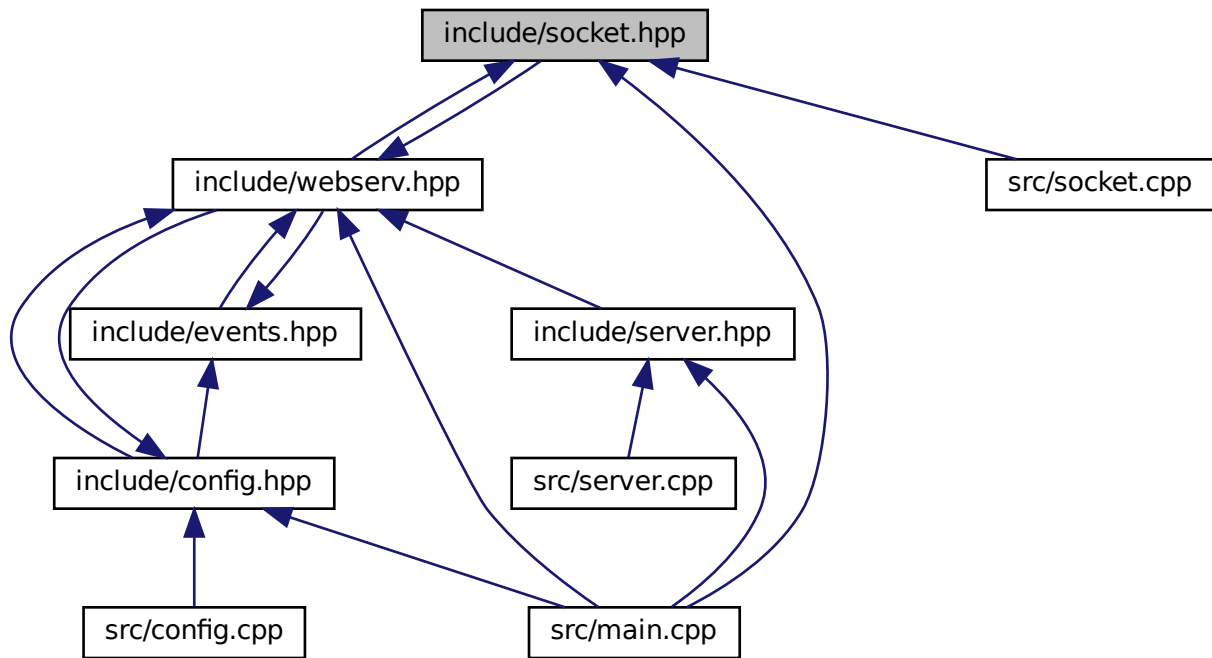 include/socket.hpp
include/webserv.hpp
src/socket.cpp
include/events.hpp
include/server.hpp
include/config.hpp
src/server.cpp
src/config.cpp
src/main.cpp